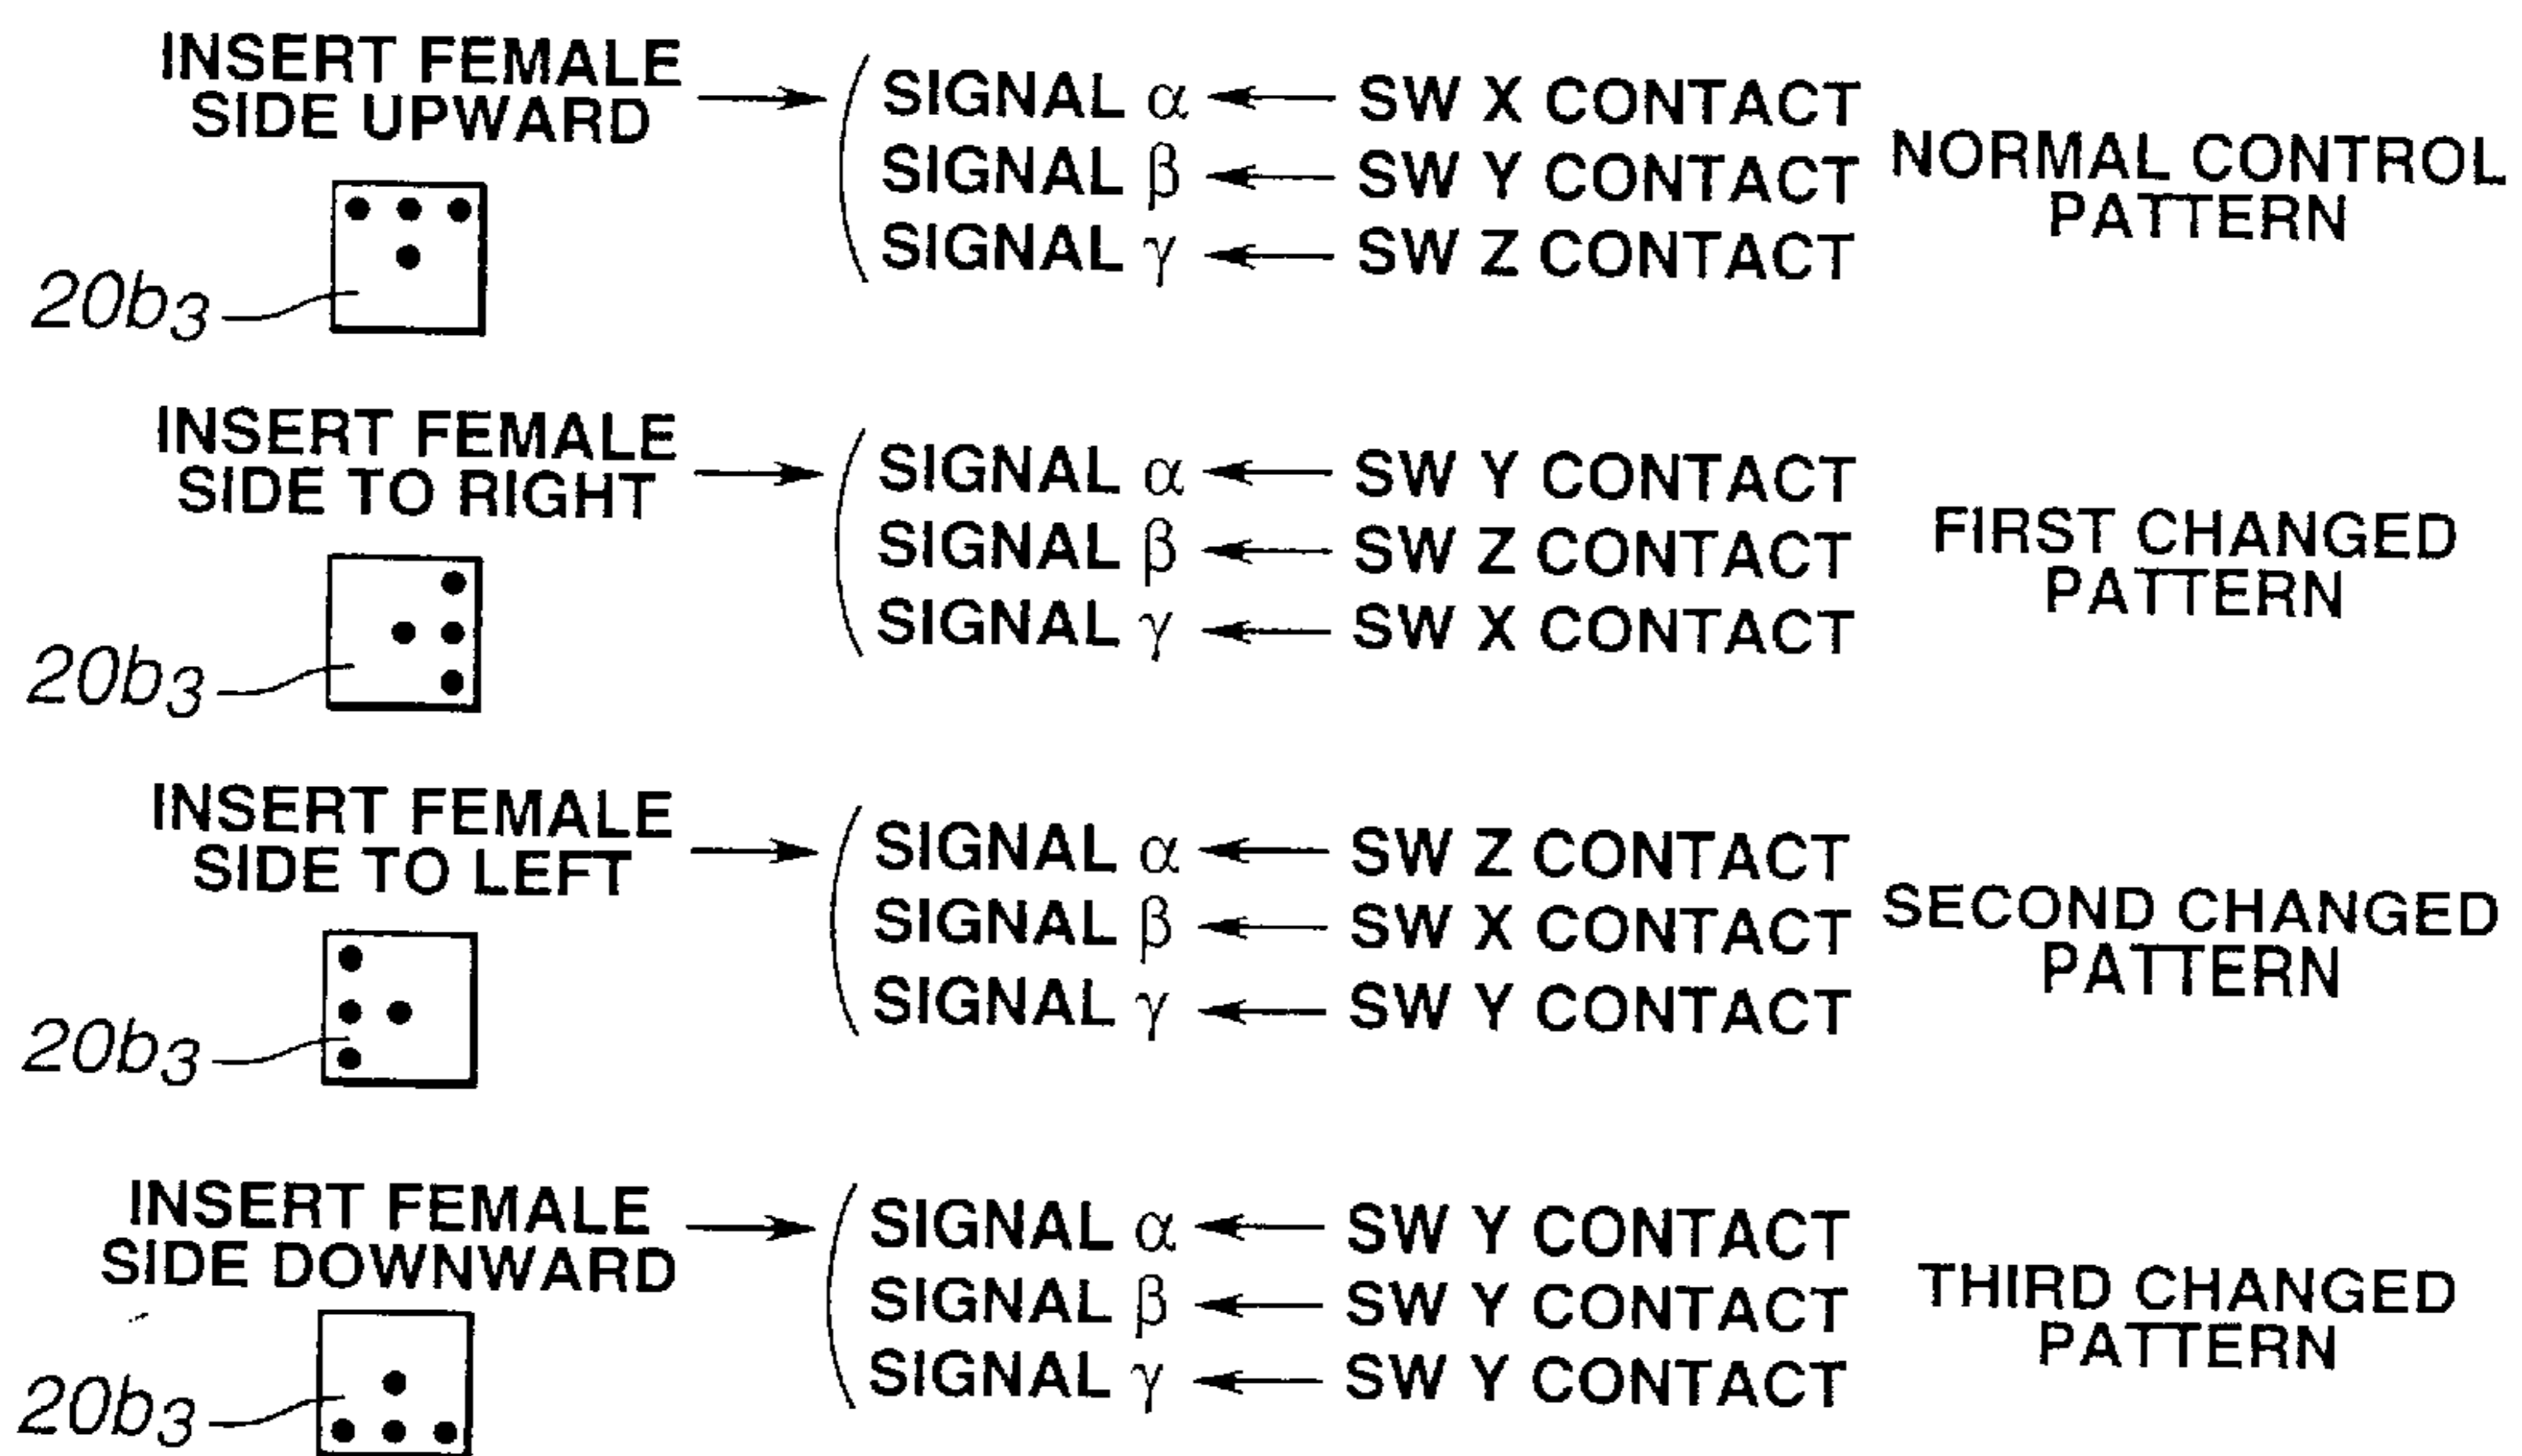 INSERT FEMALE
SIDE UPWARD
SIGNAL α ← SW X CONTACT
SIGNAL β ← SW Y CONTACT
SIGNAL γ ← SW Z CONTACT
NORMAL CONTROL
PATTERN
20b3
INSERT FEMALE
SIDE TO RIGHT
SIGNAL α ← SW Y CONTACT
SIGNAL β ← SW Z CONTACT
SIGNAL γ ← SW X CONTACT
FIRST CHANGED
PATTERN
20b3
INSERT FEMALE
SIDE TO LEFT
SIGNAL α ← SW Z CONTACT
SIGNAL β ← SW X CONTACT
SIGNAL γ ← SW Y CONTACT
SECOND CHANGED
PATTERN
20b3
INSERT FEMALE
SIDE DOWNWARD
SIGNAL α ← SW Y CONTACT
SIGNAL β ← SW Y CONTACT
SIGNAL γ ← SW Y CONTACT
THIRD CHANGED
PATTERN
20b3